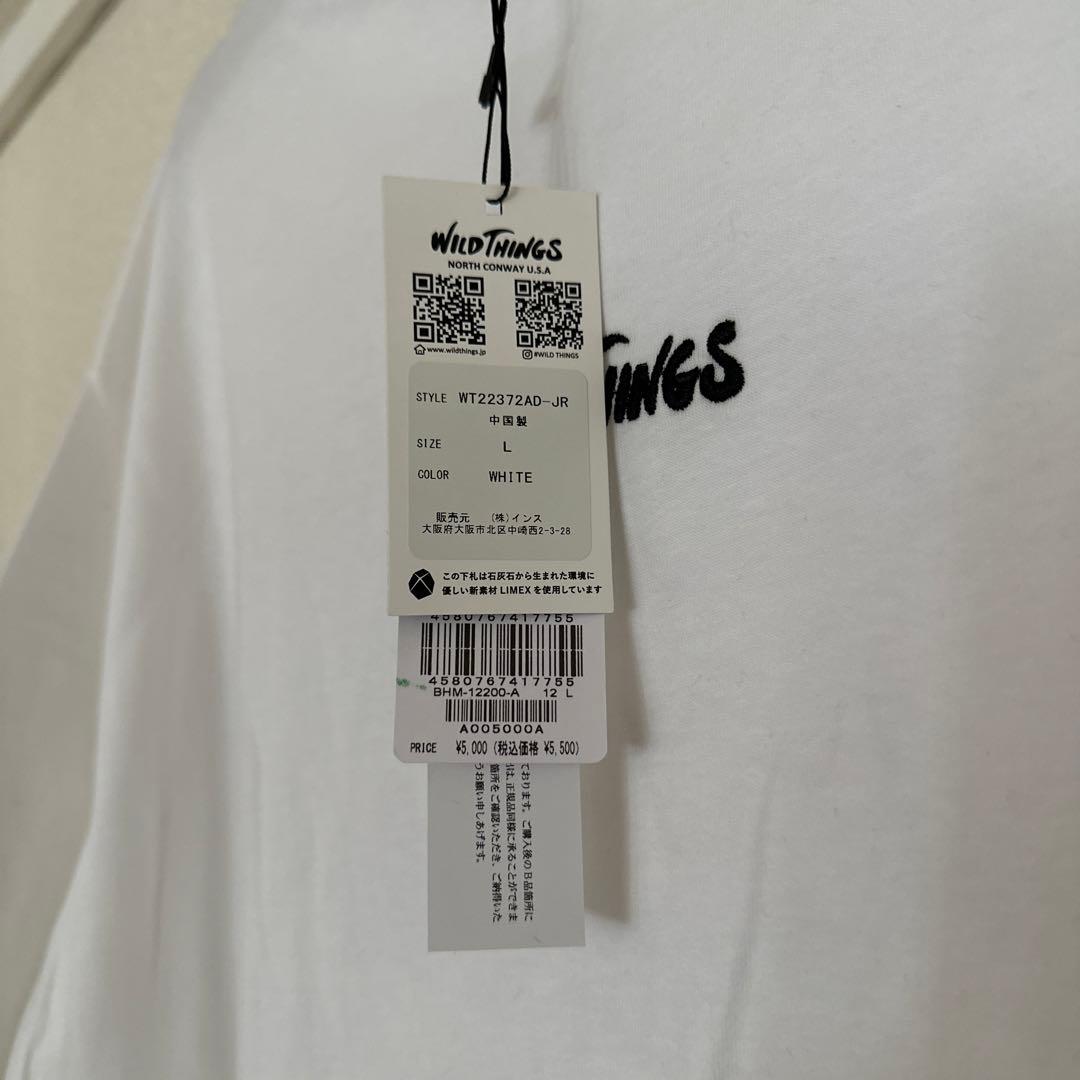 WILD THINGS
NORTH CONWAY U.S.A
www.wildthings.jp
#WILD THINGS
STYLE WT22372AD-JR
中国製
SIZE L
COLOR WHITE
販売元 (株)インス
大阪府大阪市北区中崎西2-3-28
この下札は石灰石から生まれた環境に
優しい新素材 LIMEX を使用しています
THINGS
4580767417755
4580767417755
BHM-12200-A 12 L
A005000A
PRICE ¥5,000 (税込価格 ¥5,500)
ております。ご購入後のB品箇所に
は、正規品同様に承ることができま
箇所をご確認いただき、ご納得いた
うお願い申しあげます。